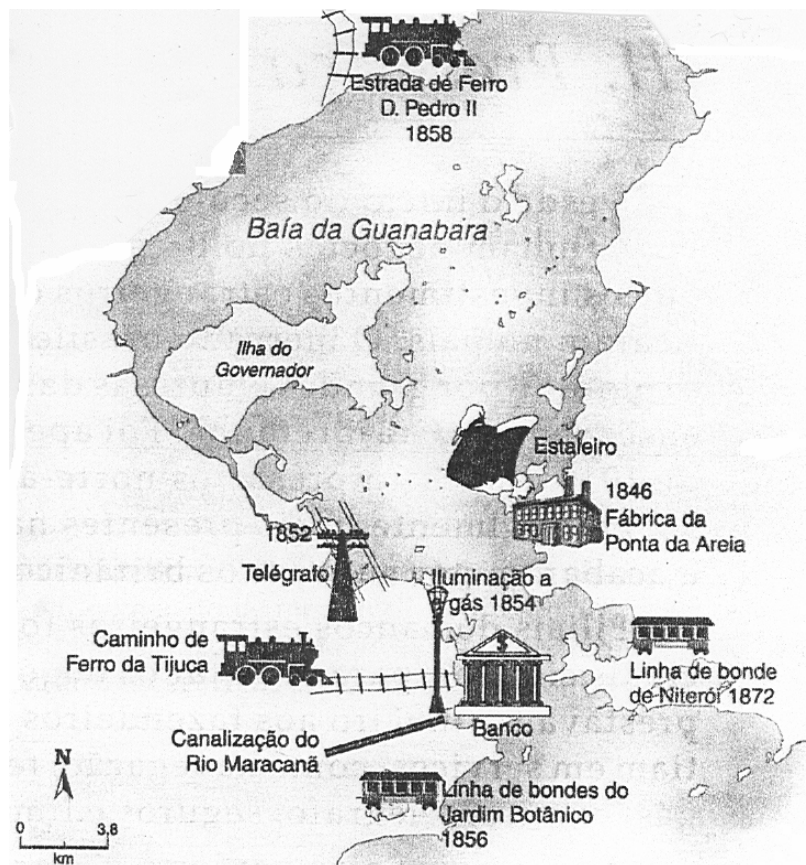 Estrada de Ferro
D. Pedro II
1858
Baía da Guanabara
Ilha do
Governador
Estaleiro
1846
Fábrica da
Ponta da Areia
1852
Telégrafo
Iluminação a
gás 1854
Caminho de
Ferro da Tijuca
$
Linha de bonde
de Niterói 1872
Banco
Canalização do
Rio Maracanã
N
Linha de bondes do
Jardim Botânico
1856
0 3,8
km